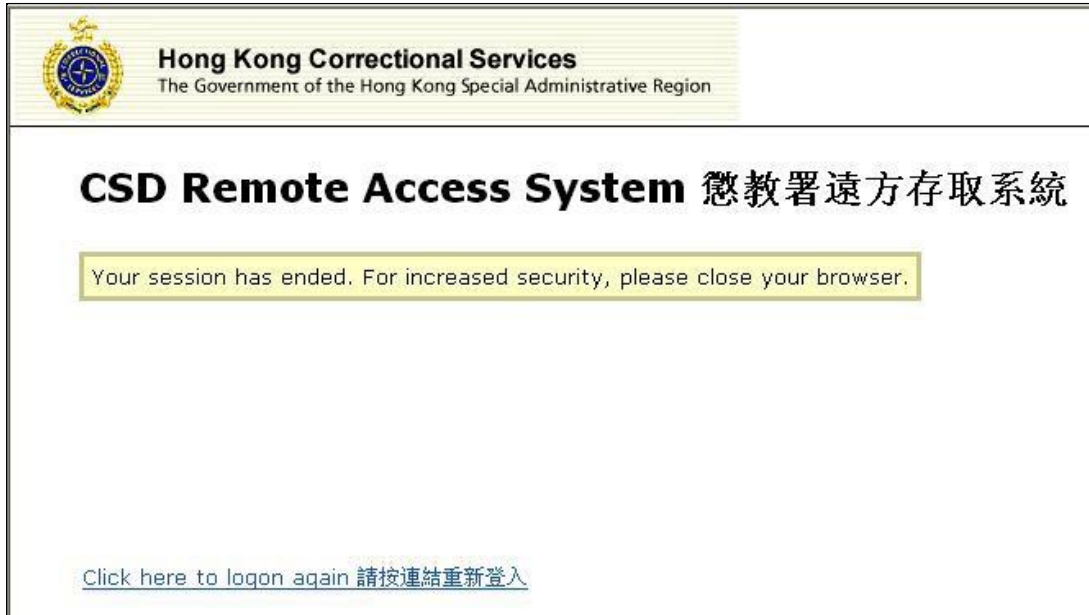 Hong Kong Correctional Services
The Government of the Hong Kong Special Administrative Region
CSD Remote Access System 懲教署遠方存取系統
Your session has ended. For increased security, please close your browser.
Click here to logon again 請按連結重新登入